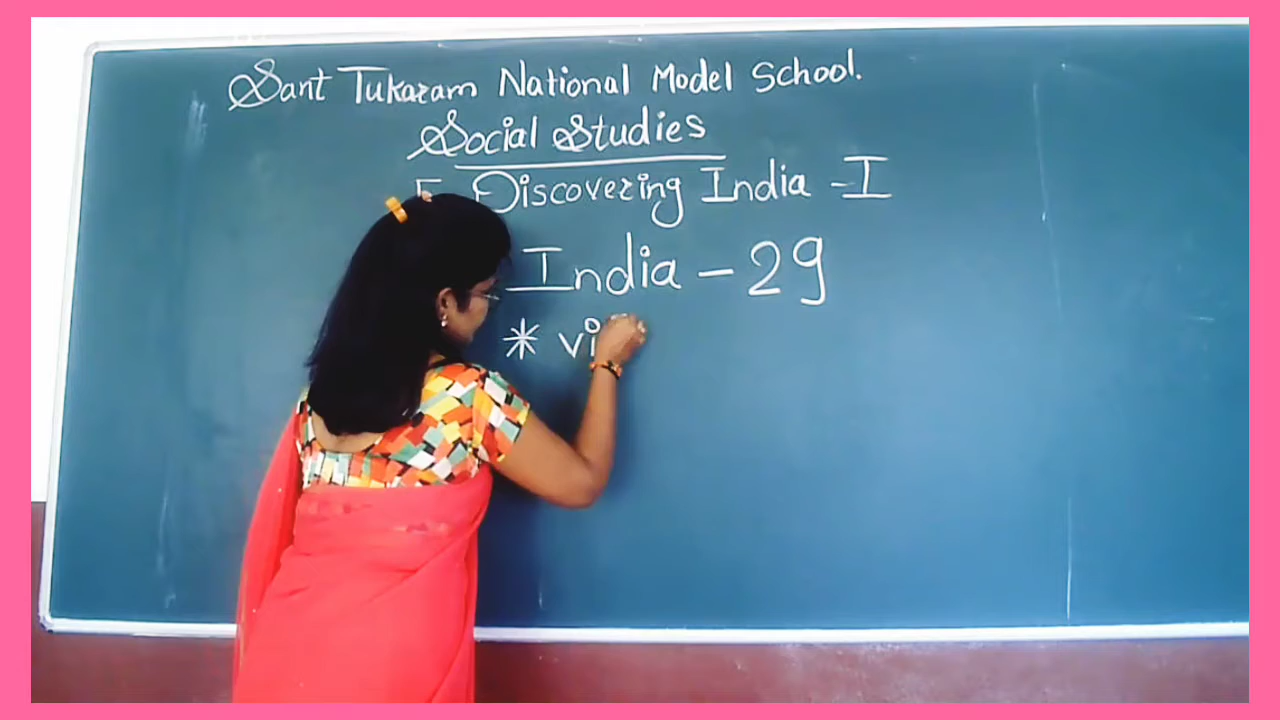 Sant Tukaram National Model School.
Social Studies
Discovering India - I
India - 29
* vi